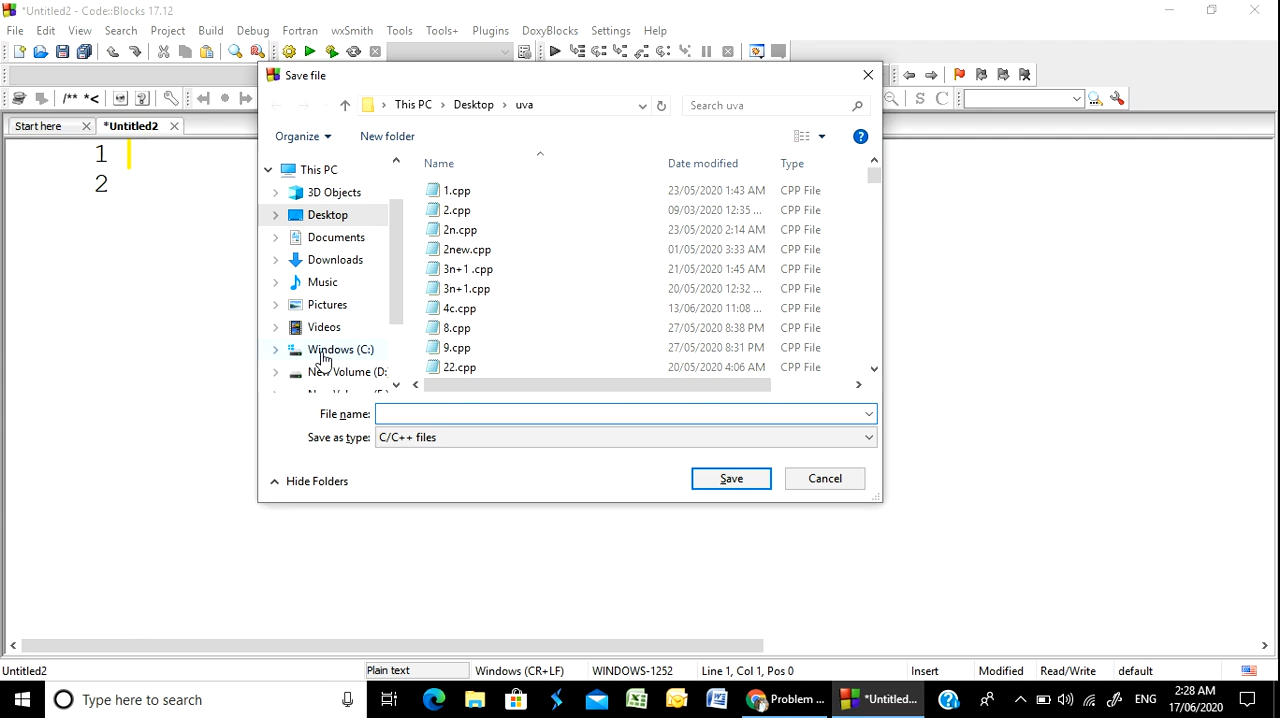 *Untitled2 - Code::Blocks 17.12
File Edit View Search Project Build Debug Fortran wxSmith Tools Tools+ Plugins DoxyBlocks Settings Help
Save file
This PC > Desktop > uva
Search uva
/** *<
S C
Start here
*Untitled2
Organize
New folder
1
2
This PC
3D Objects
Desktop
Documents
Downloads
Music
Pictures
Videos
Windows (C:)
New Volume (D:
Name Date modified Type
1.cpp 23/05/2020 1:43 AM CPP File
2.cpp 09/03/2020 12:35 ... CPP File
2n.cpp 23/05/2020 2:14 AM CPP File
2new.cpp 01/05/2020 3:33 AM CPP File
3n+1 .cpp 21/05/2020 1:45 AM CPP File
3n+1.cpp 20/05/2020 12:32 ... CPP File
4c.cpp 13/06/2020 11:08 ... CPP File
8.cpp 27/05/2020 8:38 PM CPP File
9.cpp 27/05/2020 8:31 PM CPP File
22.cpp 20/05/2020 4:06 AM CPP File
File name:
Save as type: C/C++ files
Hide Folders
Save
Cancel
Untitled2 Plain text Windows (CR+LF) WINDOWS-1252 Line 1, Col 1, Pos 0 Insert Modified Read/Write default
Type here to search
Problem ...
*Untitled...
ENG
2:28 AM
17/06/2020